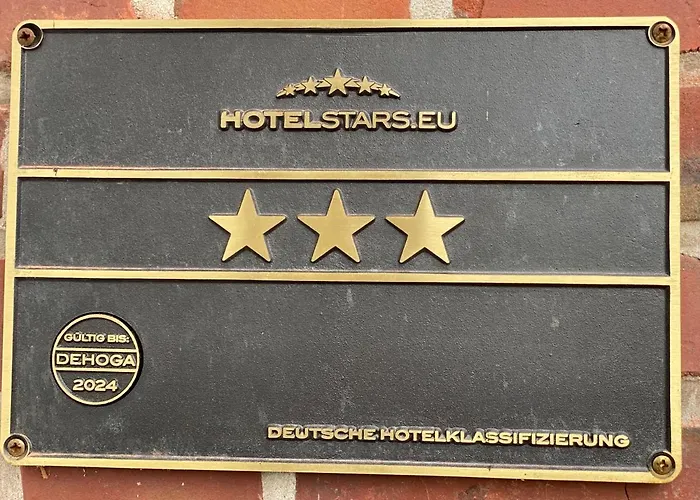 HOTELSTARS.EU
GÜLTIG BIS:
DEHOGA
2024
DEUTSCHE HOTELKLASSIFIZIERUNG